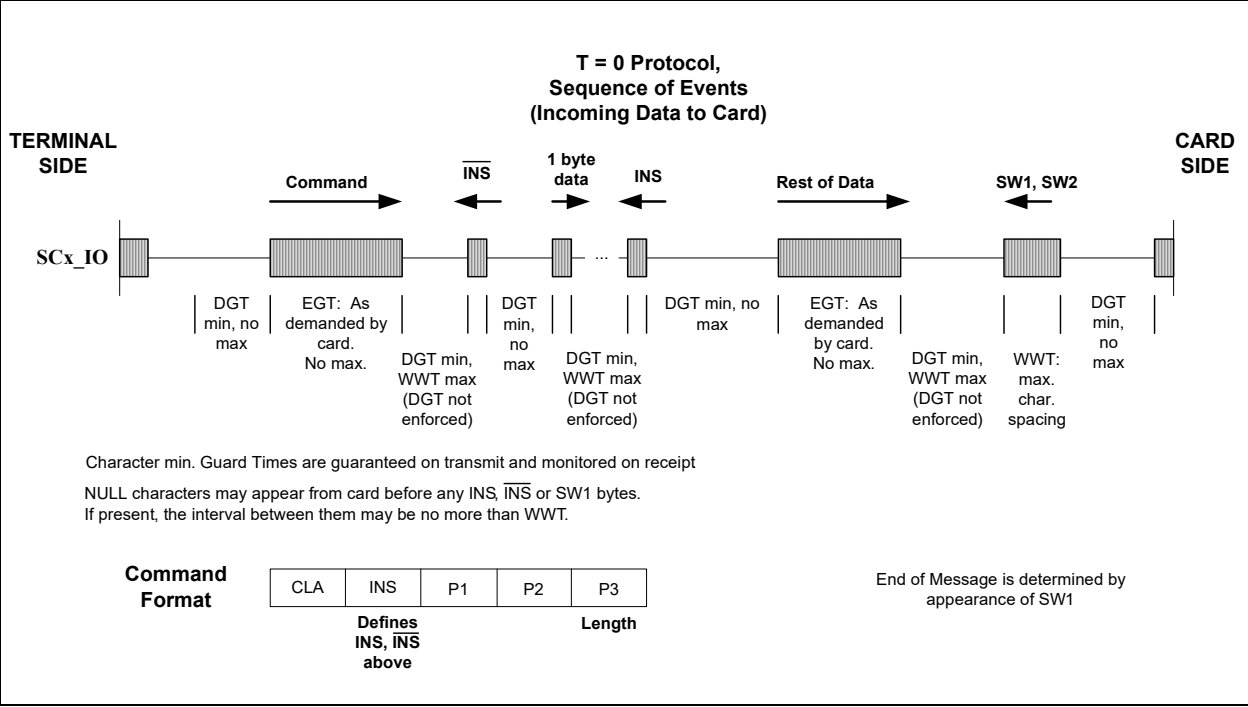 T = 0 Protocol,
Sequence of Events
(Incoming Data to Card)
TERMINAL
SIDE
CARD
SIDE
Command
I̅N̅S̅
1 byte
data
INS
Rest of Data
SW1, SW2
SCx_IO
...
DGT
min, no
max
EGT: As
demanded by
card.
No max.
DGT min,
WWT max
(DGT not
enforced)
DGT
min,
no
max
DGT min,
WWT max
(DGT not
enforced)
DGT min, no
max
EGT: As
demanded
by card.
No max.
DGT min,
WWT max
(DGT not
enforced)
WWT:
max.
char.
spacing
DGT
min,
no
max
Character min. Guard Times are guaranteed on transmit and monitored on receipt
NULL characters may appear from card before any INS, I̅N̅S̅ or SW1 bytes.
If present, the interval between them may be no more than WWT.
Command
Format
CLA INS P1 P2 P3
Defines
INS, I̅N̅S̅
above
Length
End of Message is determined by
appearance of SW1